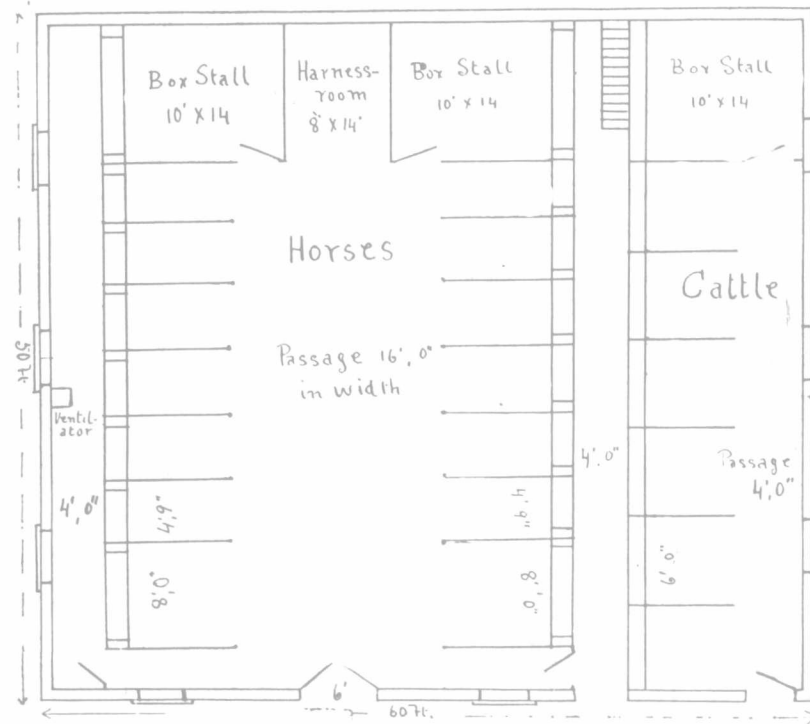 Box Stall
10' X 14
Harness-
room
8' X 14'
Box Stall
10' x 14
Box Stall
10' x 14
Horses
Cattle
Passage 16', 0"
in width
50 ft.
Ventil-
ator
4', 0"
4', 9"
8', 0"
4', 9"
8', 0"
4', 0"
Passage
4', 0"
6', 0"
6'
60 ft.